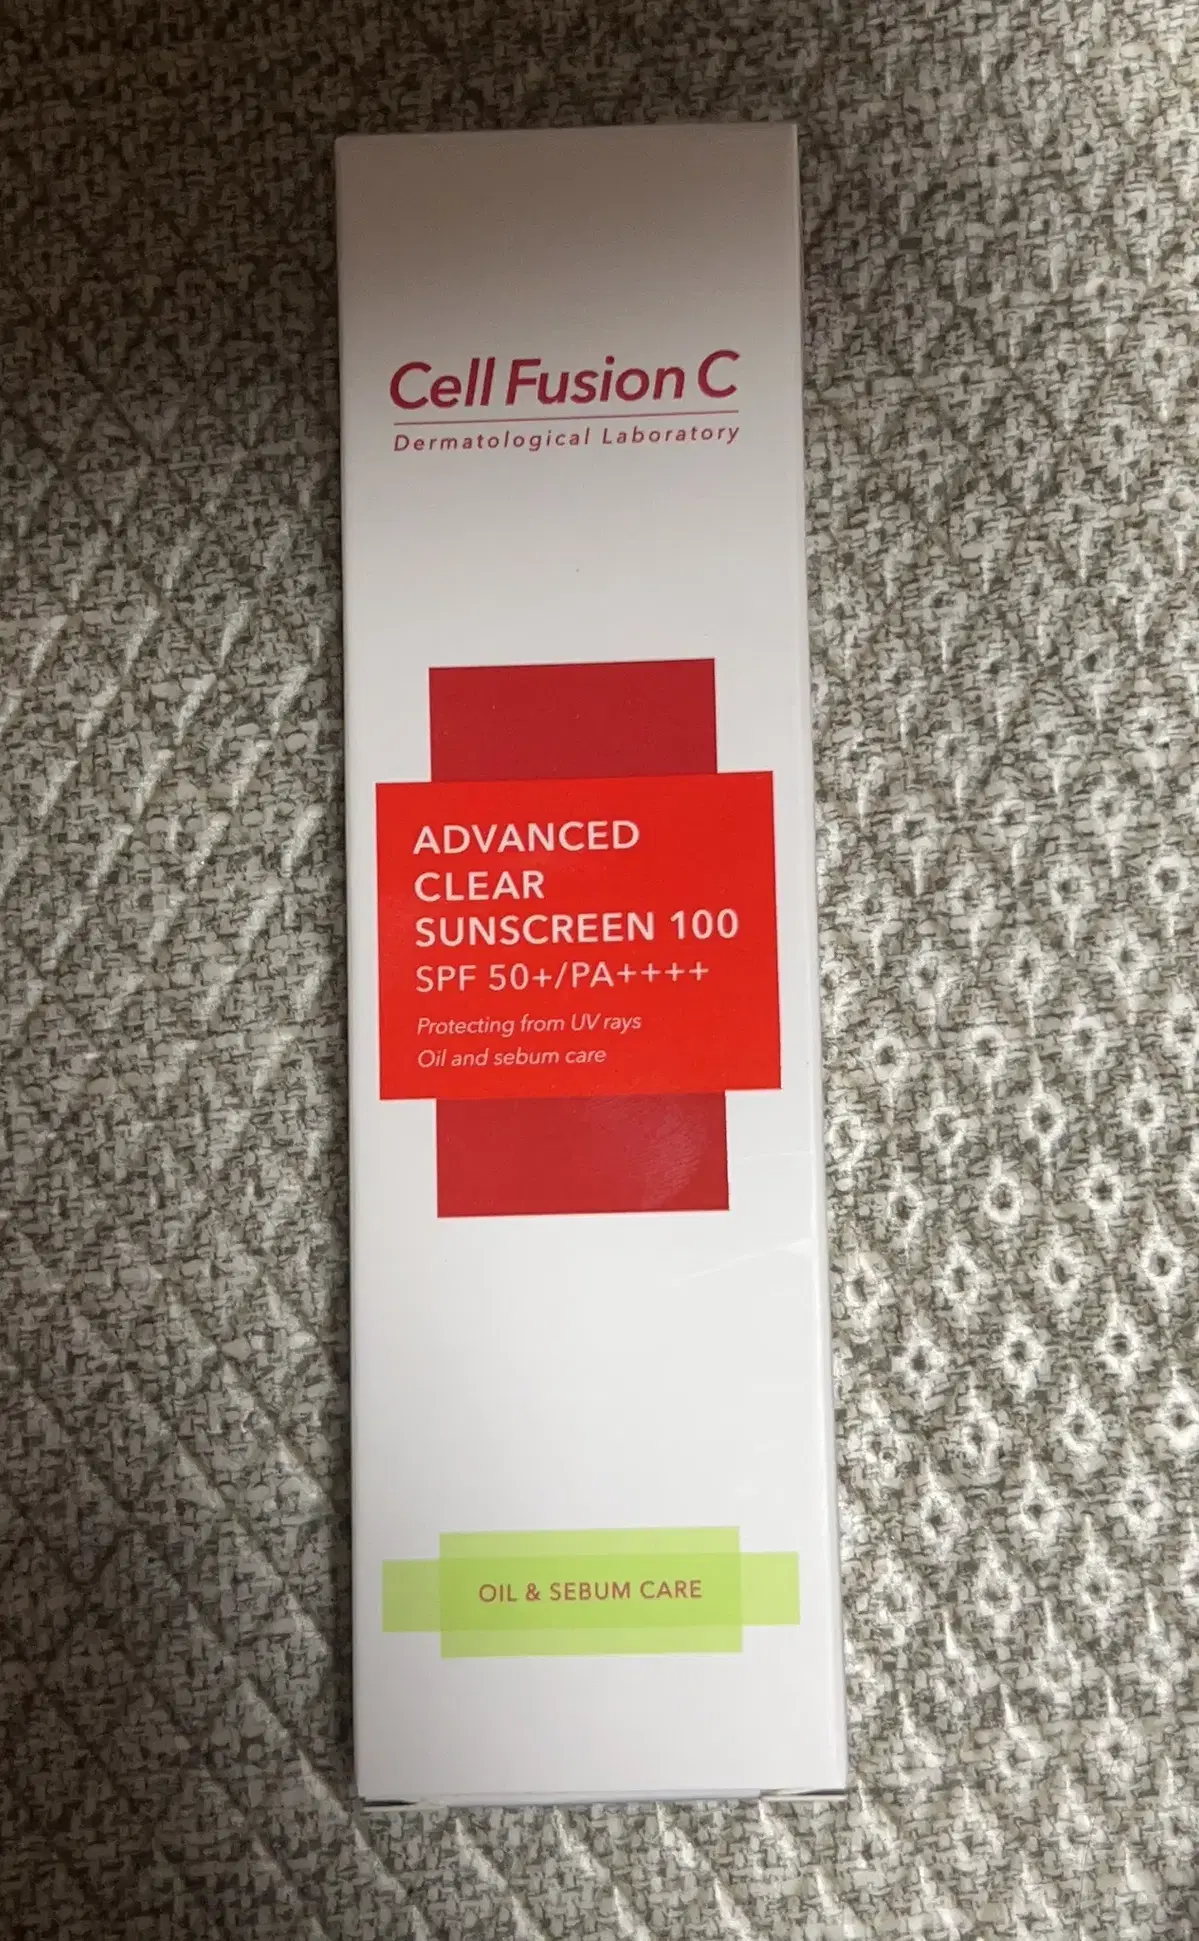 Cell Fusion C
Dermatological Laboratory
ADVANCED
CLEAR
SUNSCREEN 100
SPF 50+/PA++++
Protecting from UV rays
Oil and sebum care
OIL & SEBUM CARE